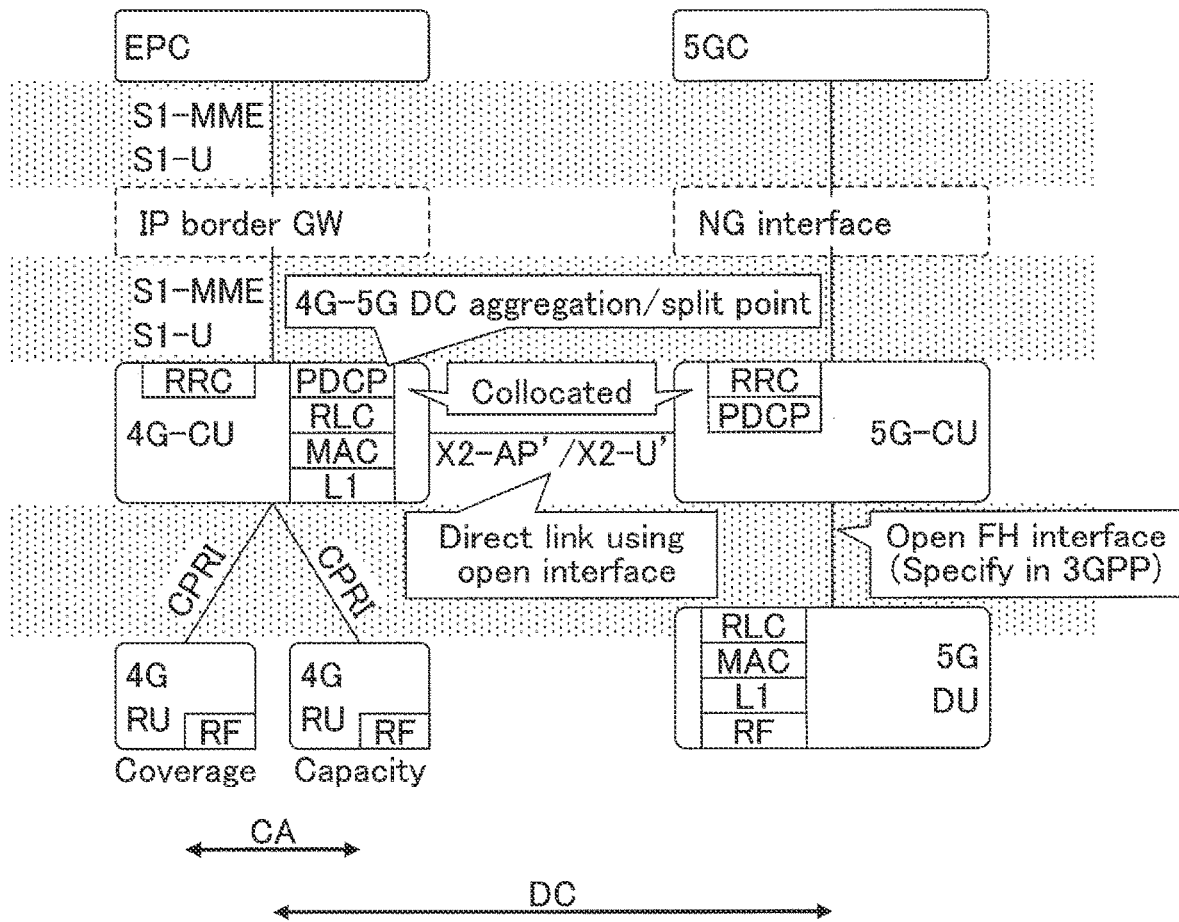 EPC
5GC
S1-MME
S1-U
IP border GW
NG interface
S1-MME
S1-U
4G-5G DC aggregation/split point
RRC
PDCP
RLC
MAC
L1
4G-CU
Collocated
RRC
PDCP
5G-CU
X2-AP' /X2-U'
Direct link using
open interface
Open FH interface
(Specify in 3GPP)
CPRI
CPRI
4G
RU
RF
Coverage
4G
RU
RF
Capacity
RLC
MAC
L1
RF
5G
DU
CA
DC